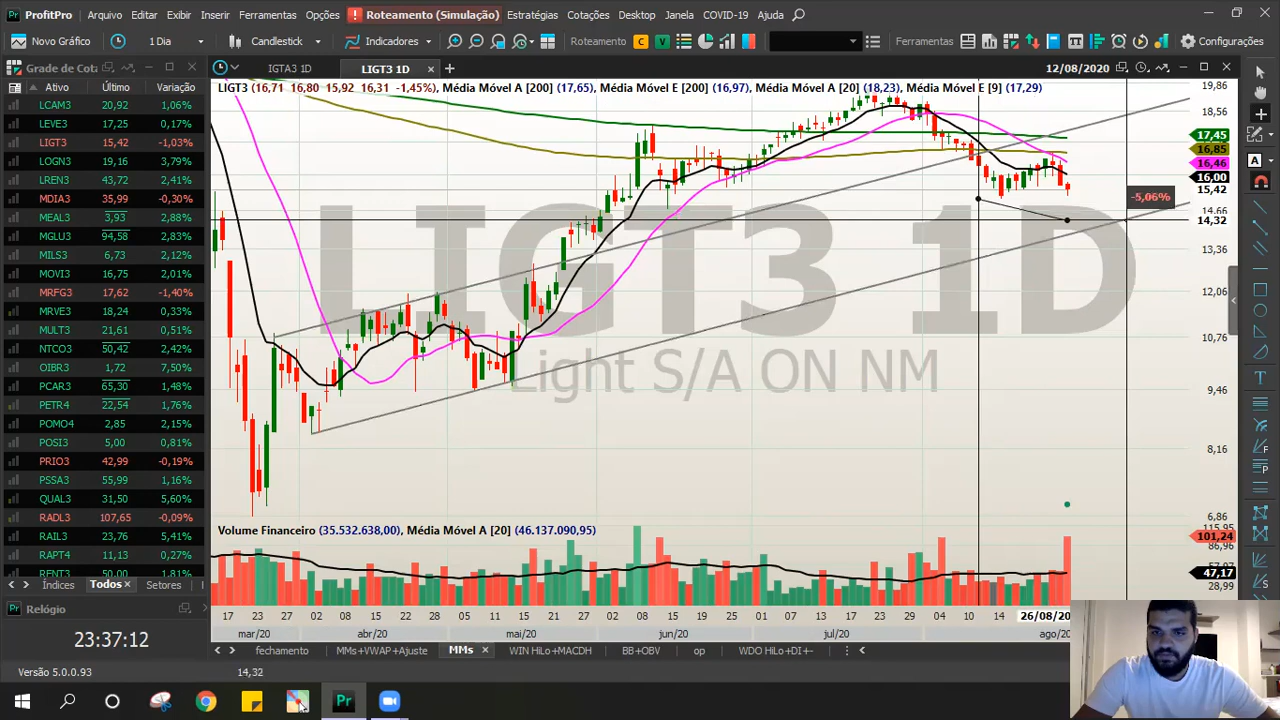 ProfitPro Arquivo Exibir Inserir Ferramentas Opções Roteamento (Simulação) Estratégias Cotações Desktop Janela COVID-19 Ajuda
Novo Gráfico 1 Dia Candlestick Indicadores Roteamento C V Ferramentas Configurações
Grade de Cota
IGTA3 1D LIGT3 1D
12/08/2020
Ativo Último Variação
LCAM3 20,92 1,06%
LEVE3 17,25 0,17%
LIGT3 15,42 -1,03%
LOGN3 19,16 3,79%
LREN3 43,72 2,41%
MDIA3 35,99 -0,30%
MEAL3 3,93 2,88%
MGLU3 94,58 2,83%
MILS3 6,73 2,12%
MOVI3 16,75 2,01%
MRFG3 17,62 -1,40%
MRVE3 18,24 0,33%
MULT3 21,61 0,51%
NTCO3 50,42 2,42%
OIBR3 1,72 7,50%
PCAR3 65,30 1,48%
PETR4 22,54 1,76%
POMO4 2,85 2,15%
POSI3 5,00 0,81%
PRIO3 42,99 -0,19%
PSSA3 55,99 1,16%
QUAL3 31,50 5,60%
RADL3 107,65 -0,09%
RAIL3 23,76 5,41%
RAPT4 11,13 0,27%
RENT3 50,00 1,81%
Índices Todos Setores
Relógio
23:37:12
Versão 5.0.0.93
14,32
LIGT3 (16,71 16,80 15,92 16,31 -1,45%), Média Móvel A [200] (17,65), Média Móvel E [200] (16,97), Média Móvel A [20] (18,23), Média Móvel E [9] (17,29)
LIGT3 1D
Light S/A ON NM
-5,06%
19,86
18,56
17,45
16,85
16,46
16,00
15,42
14,66
14,32
13,36
12,06
10,76
9,46
8,16
6,86
Volume Financeiro (35.532.638,00), Média Móvel A [20] (46.137.090,95)
115,95
101,24
86,96
47,17
28,99
17 23 27 02 08 15 22 28 05 11 15 21 27 02 08 15 19 25 01 07 13 17 23 29 04 10 14 26/08/20
mar/20 abr/20 mai/20 jun/20 jul/20 ago/20
fechamento MMs+VWAP+Ajuste MMs WIN HiLo+MACDH BB+OBV op WDO HiLo+DI+-
Pr